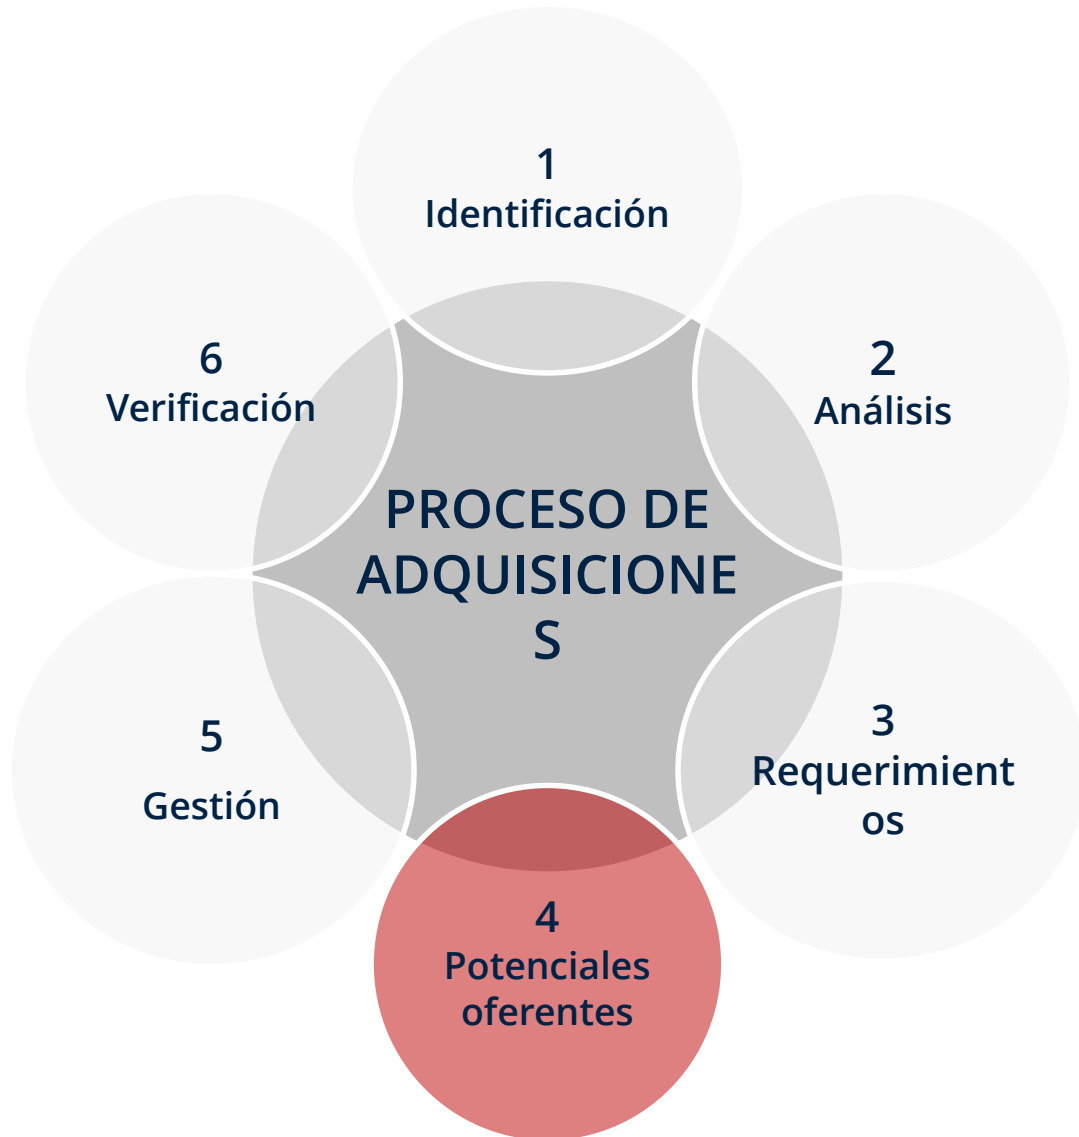 1
Identificación
2
Análisis
3
Requerimient
os
4
Potenciales
oferentes
5
Gestión
6
Verificación
PROCESO DE
ADQUISICIONE
S